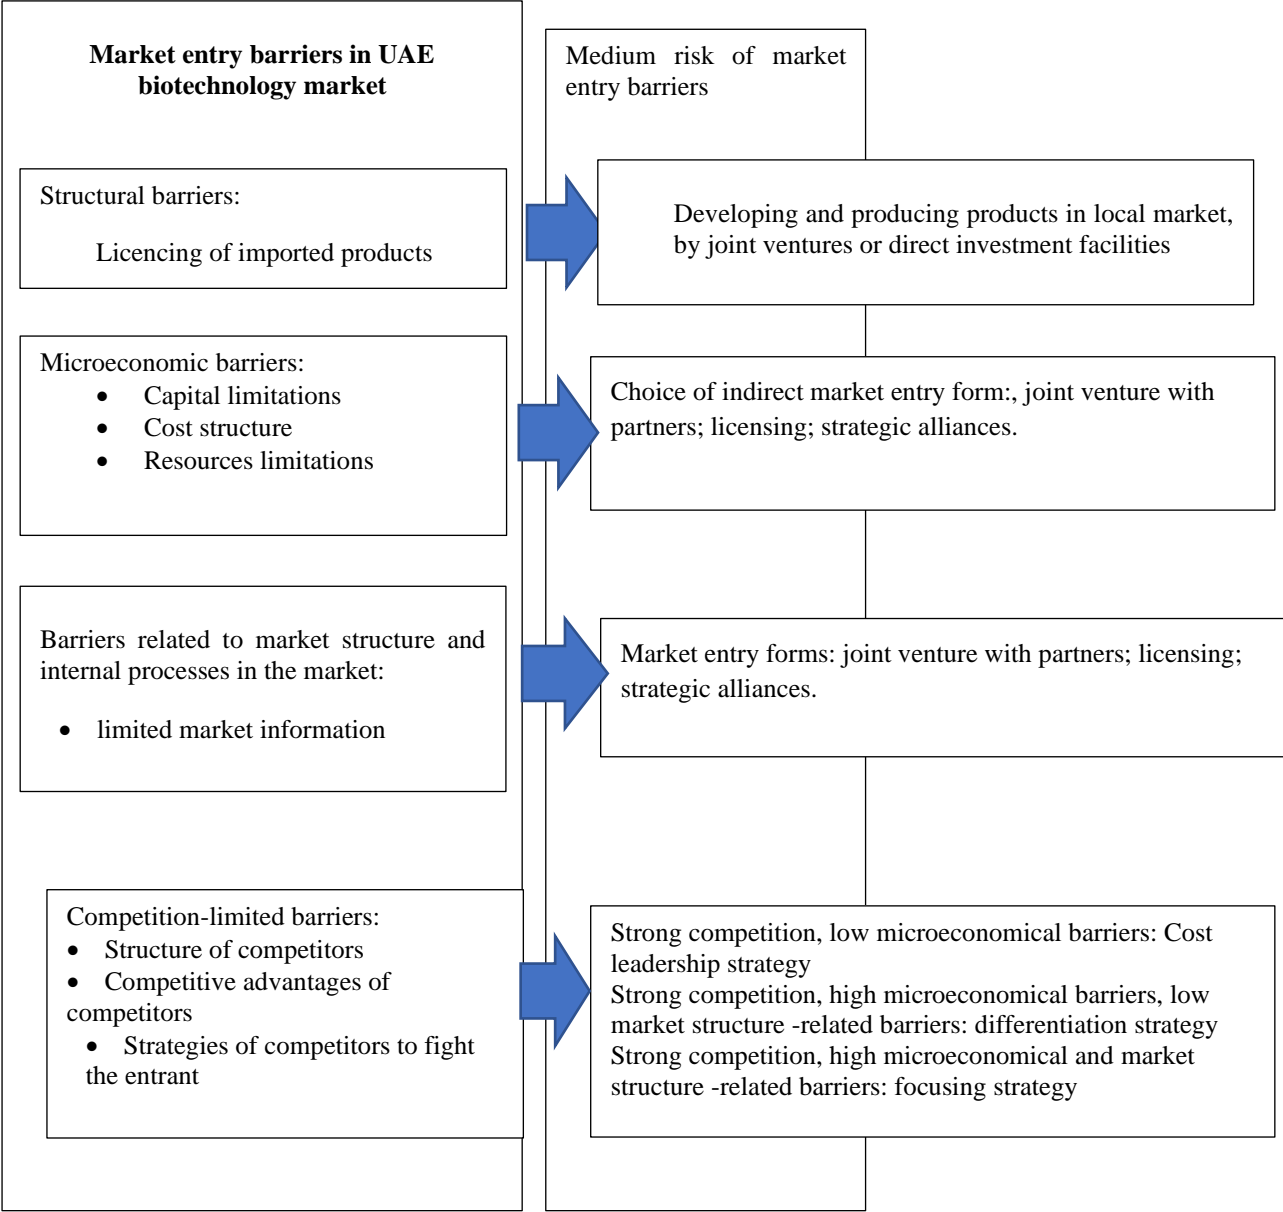 Market entry barriers in UAE
biotechnology market
Medium risk of market
entry barriers
Structural barriers:
Licencing of imported products
Developing and producing products in local market,
by joint ventures or direct investment facilities
Microeconomic barriers:
• Capital limitations
• Cost structure
• Resources limitations
Choice of indirect market entry form:, joint venture with
partners; licensing; strategic alliances.
Barriers related to market structure and
internal processes in the market:
• limited market information
Market entry forms: joint venture with partners; licensing;
strategic alliances.
Competition-limited barriers:
• Structure of competitors
• Competitive advantages of
competitors
• Strategies of competitors to fight
the entrant
Strong competition, low microeconomical barriers: Cost
leadership strategy
Strong competition, high microeconomical barriers, low
market structure -related barriers: differentiation strategy
Strong competition, high microeconomical and market
structure -related barriers: focusing strategy